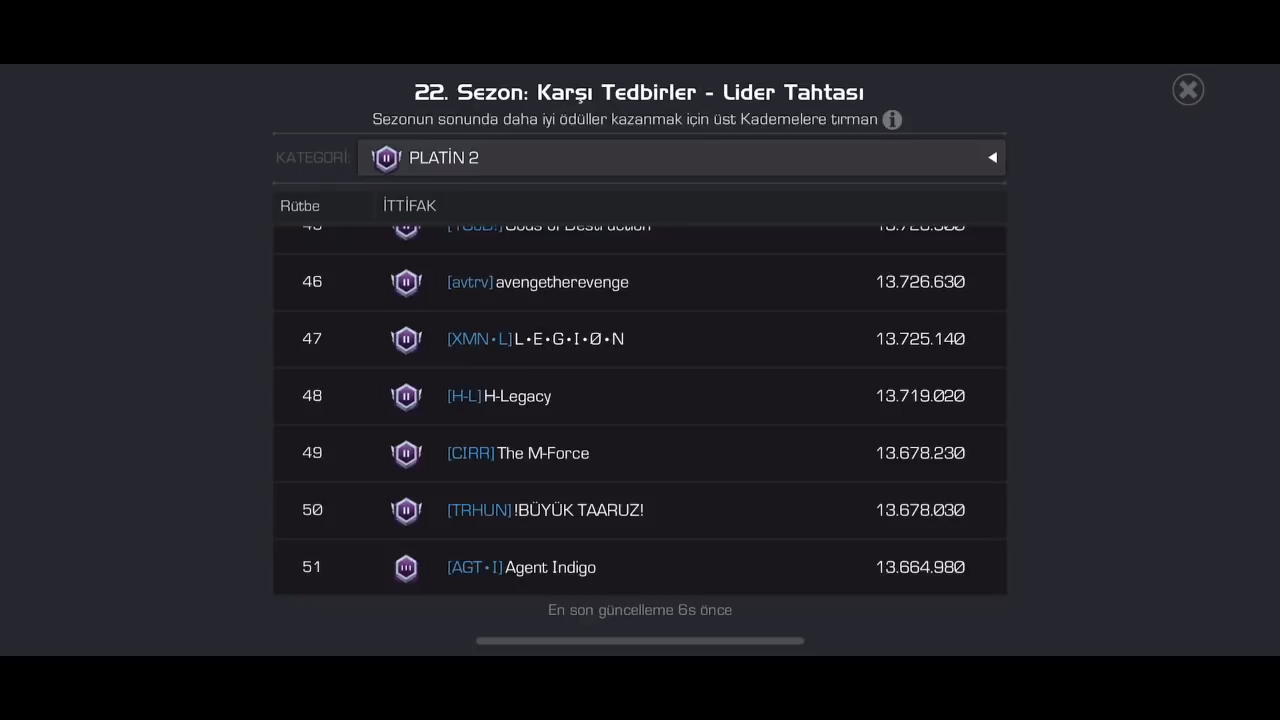 22. Sezon: Karşı Tedbirler - Lider Tahtası
Sezonun sonunda daha iyi ödüller kazanmak için üst Kademelere tırman
KATEGORİ: PLATİN 2
Rütbe İTTİFAK
Gods of Destruction
46 [avtrv] avengetherevenge 13.726.630
47 [XMN•L] L•E•G•I•Ø•N 13.725.140
48 [H-L] H-Legacy 13.719.020
49 [CIRR] The M-Force 13.678.230
50 [TRHUN] !BÜYÜK TAARUZ! 13.678.030
51 [AGT•I] Agent Indigo 13.664.980
En son güncelleme 6s önce